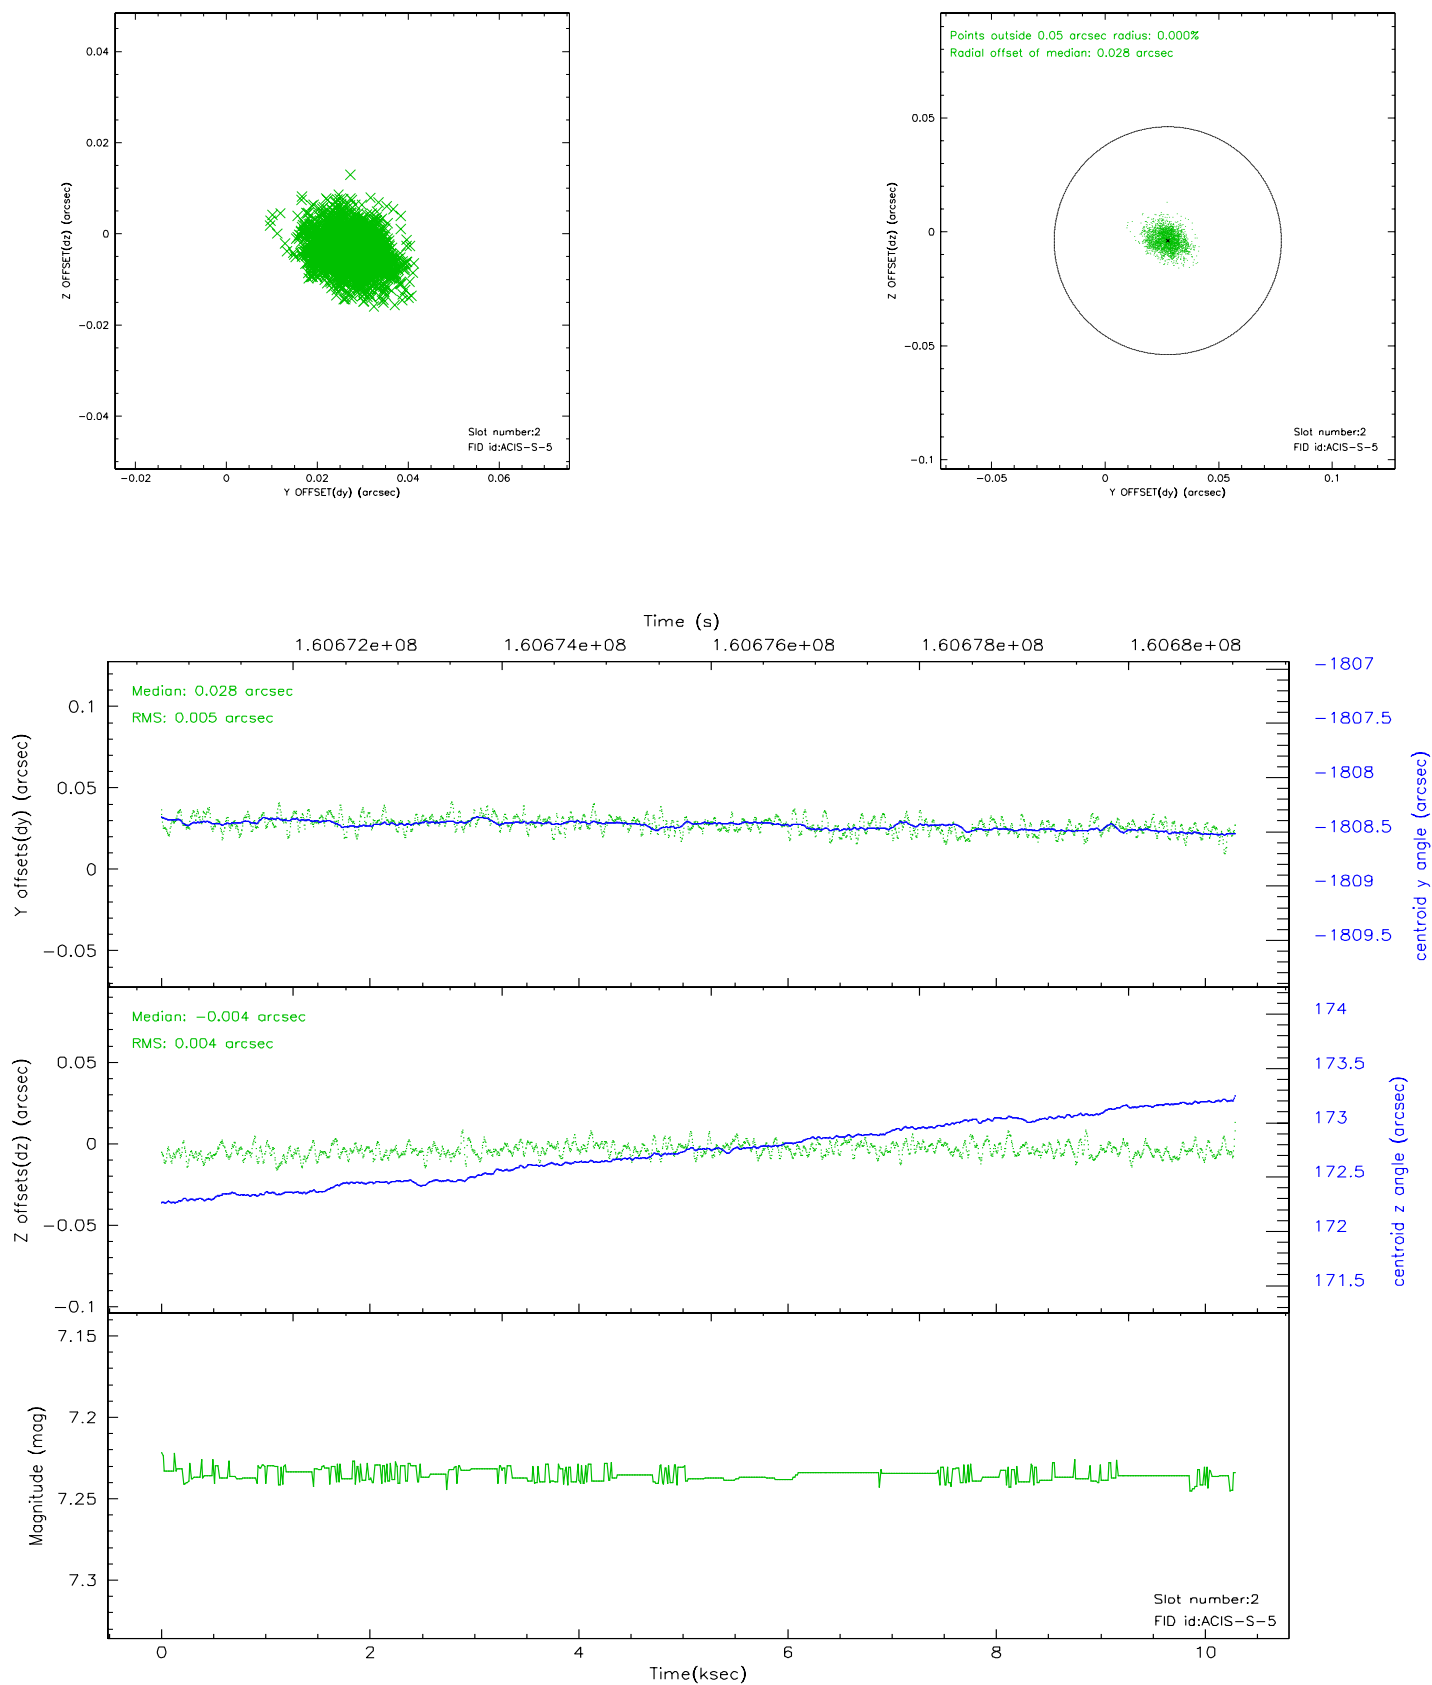 0.04
0.02
0
−0.02
−0.04
Z OFFSET(dz) (arcsec)
Slot number:2
FID id:ACIS−S−5
−0.02 0 0.02 0.04 0.06
Y OFFSET(dy) (arcsec)
Points outside 0.05 arcsec radius: 0.000%
Radial offset of median: 0.028 arcsec
0.05
0
−0.05
−0.1
Z OFFSET(dz) (arcsec)
Slot number:2
FID id:ACIS−S−5
−0.05 0 0.05 0.1
Y OFFSET(dy) (arcsec)
Time (s)
1.60672e+08 1.60674e+08 1.60676e+08 1.60678e+08 1.6068e+08
Median: 0.028 arcsec
RMS: 0.005 arcsec
0.1
0.05
0
−0.05
Y offsets(dy) (arcsec)
−1807
−1807.5
−1808
−1808.5
−1809
−1809.5
centroid y angle (arcsec)
Median: −0.004 arcsec
RMS: 0.004 arcsec
0.05
0
−0.05
−0.1
Z offsets(dz) (arcsec)
174
173.5
173
172.5
172
171.5
centroid z angle (arcsec)
7.15
7.2
7.25
7.3
Magnitude (mag)
Slot number:2
FID id:ACIS−S−5
0 2 4 6 8 10
Time(ksec)